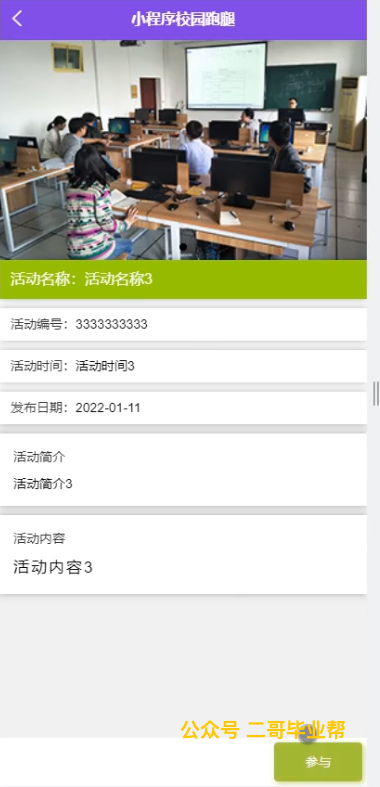 小程序校园跑腿
活动名称：活动名称3
活动编号：3333333333
活动时间：活动时间3
发布日期：2022-01-11
活动简介
活动简介3
活动内容
活动内容3
公众号 二哥毕业帮
参与